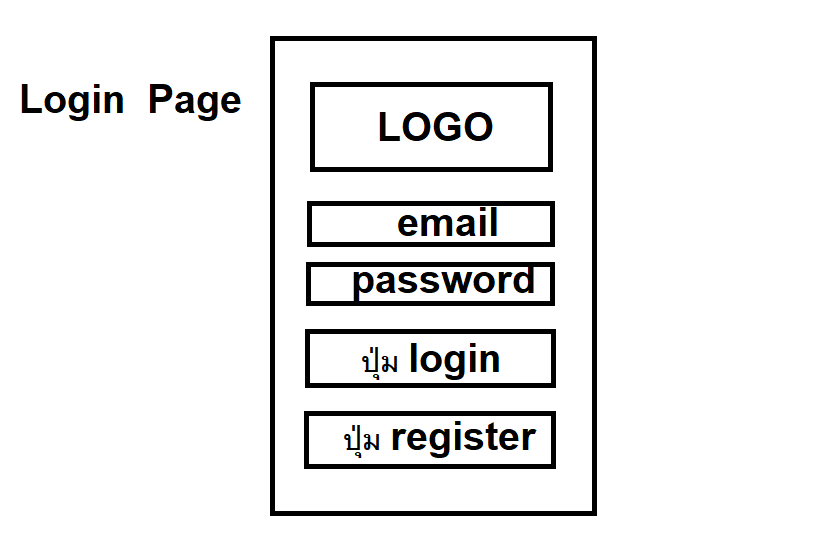 Login Page
LOGO
email
password
ปุ่ม login
ปุ่ม register